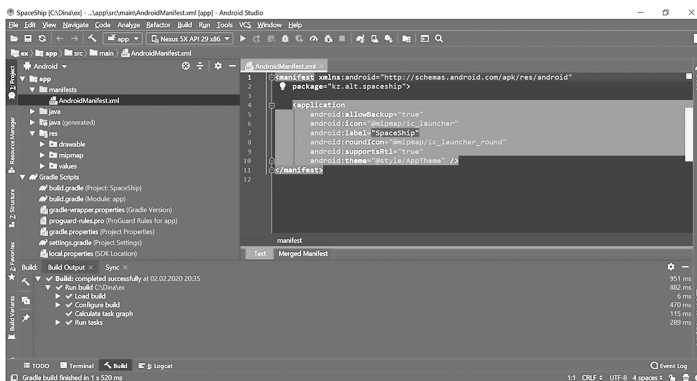 SpaceShip [C:\Dina\ex] - ...\app\src\main\AndroidManifest.xml [app] - Android Studio
File Edit View Navigate Code Analyze Refactor Build Run Tools VCS Window Help
app Nexus 5X API 29 x86
ex app src main AndroidManifest.xml
Android
AndroidManifest.xml
app
manifests
AndroidManifest.xml
java
java (generated)
res
drawable
mipmap
values
Gradle Scripts
build.gradle (Project: SpaceShip)
build.gradle (Module: app)
gradle-wrapper.properties (Gradle Version)
proguard-rules.pro (ProGuard Rules for app)
gradle.properties (Project Properties)
settings.gradle (Project Settings)
local.properties (SDK Location)
1: Project
Resource Manager
Z: Structure
2: Favorites
Build Variants
1 <manifest xmlns:android="http://schemas.android.com/apk/res/android"
2 package="kz.alt.spaceship">
3
4 <application
5 android:allowBackup="true"
6 android:icon="@mipmap/ic_launcher"
7 android:label="SpaceShip"
8 android:roundIcon="@mipmap/ic_launcher_round"
9 android:supportsRtl="true"
10 android:theme="@style/AppTheme" />
11 </manifest>
12
manifest
Text Merged Manifest
Build: Build Output × Sync ×
Build: completed successfully at 02.02.2020 20:35 951 ms
Run build C:\Dina\ex 882 ms
Load build 6 ms
Configure build 470 ms
Calculate task graph 115 ms
Run tasks 289 ms
TODO Terminal Build 6: Logcat Event Log
Gradle build finished in 1 s 520 ms 1:1 CRLF UTF-8 4 spaces